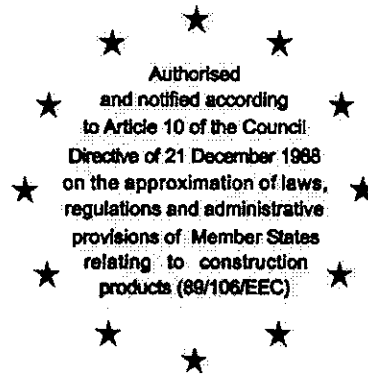 Authorised
and notified according
to Article 10 of the Council
Directive of 21 December 1988
on the approximation of laws,
regulations and administrative
provisions of Member States
relating to construction
products (89/106/EEC)